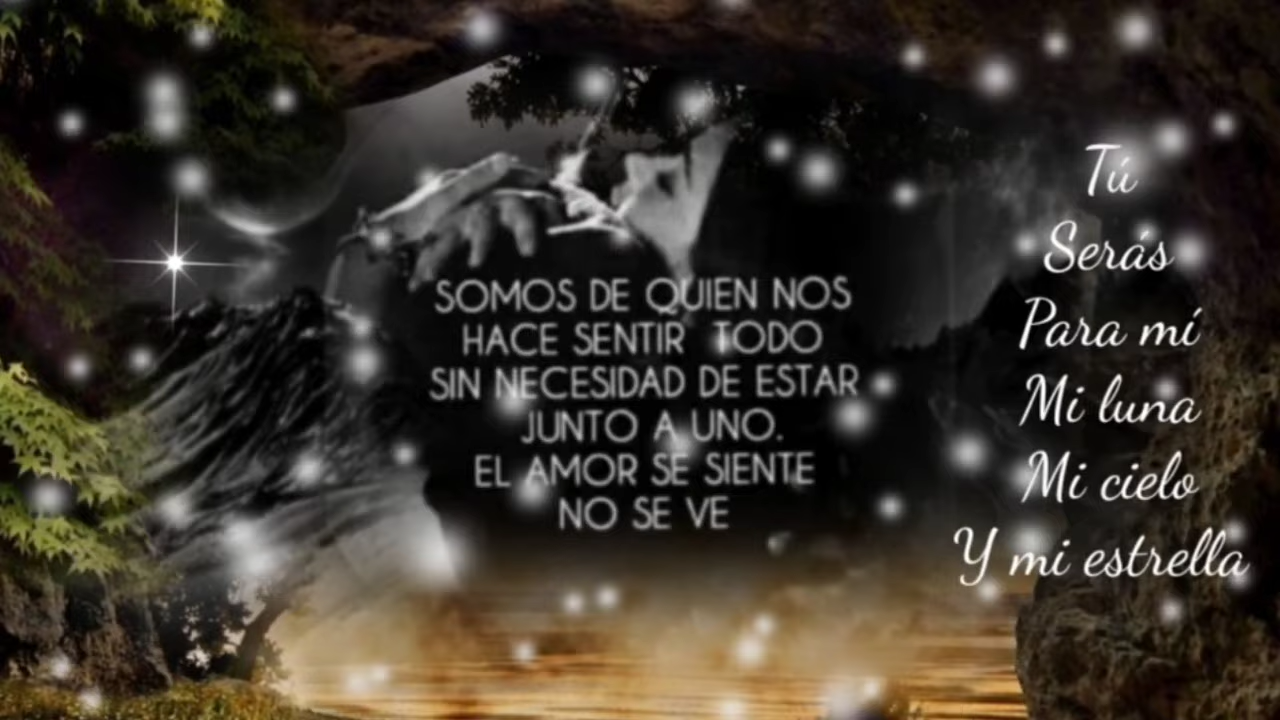 SOMOS DE QUIEN NOS
HACE SENTIR TODO
SIN NECESIDAD DE ESTAR
JUNTO A UNO.
EL AMOR SE SIENTE
NO SE VE
Tú
Serás
Para mí
Mi luna
Mi cielo
Y mi estrella